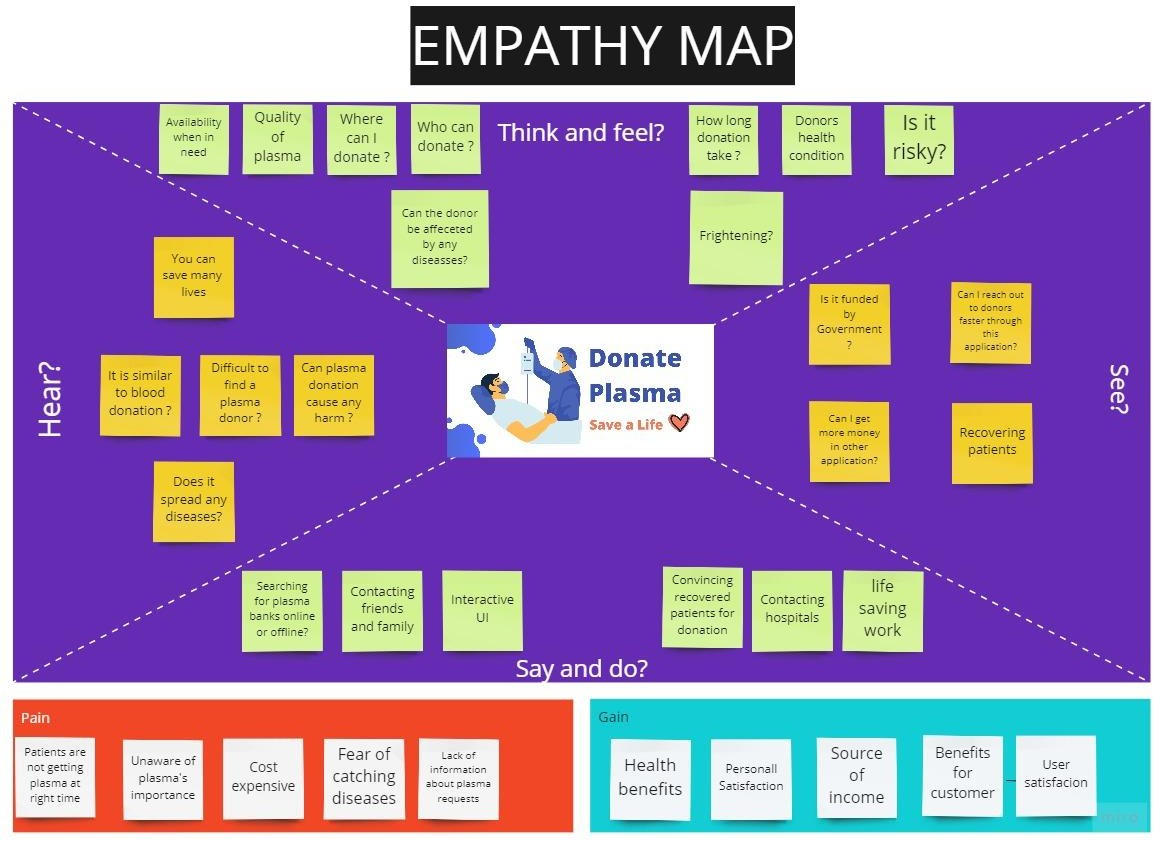 EMPATHY MAP
Availability
when in
need
Quality
of
plasma
Where
can I
donate ?
Who can
donate ?
Think and feel?
How long
donation
take ?
Donors
health
condition
Is it
risky?
Can the donor
be affeceted
by any
diseasses?
Frightening?
Hear?
You can
save many
lives
It is similar
to blood
donation ?
Difficult to
find a
plasma
donor ?
Can plasma
donation
cause any
harm ?
Does it
spread any
diseases?
Donate
Plasma
Save a Life
Is it funded
by
Government
?
Can I reach out
to donors
faster through
this
application?
Can I get
more money
in other
application?
Recovering
patients
See?
Searching
for plasma
banks online
or offline?
Contacting
friends
and family
Interactive
UI
Convincing
recovered
patients for
donation
Contacting
hospitals
life
saving
work
Say and do?
Pain
Patients are
not getting
plasma at
right time
Unaware of
plasma's
importance
Cost
expensive
Fear of
catching
diseases
Lack of
information
about plasma
requests
Gain
Health
benefits
Personall
Satisfaction
Source
of
income
Benefits
for
customer
User
satisfacion
miro